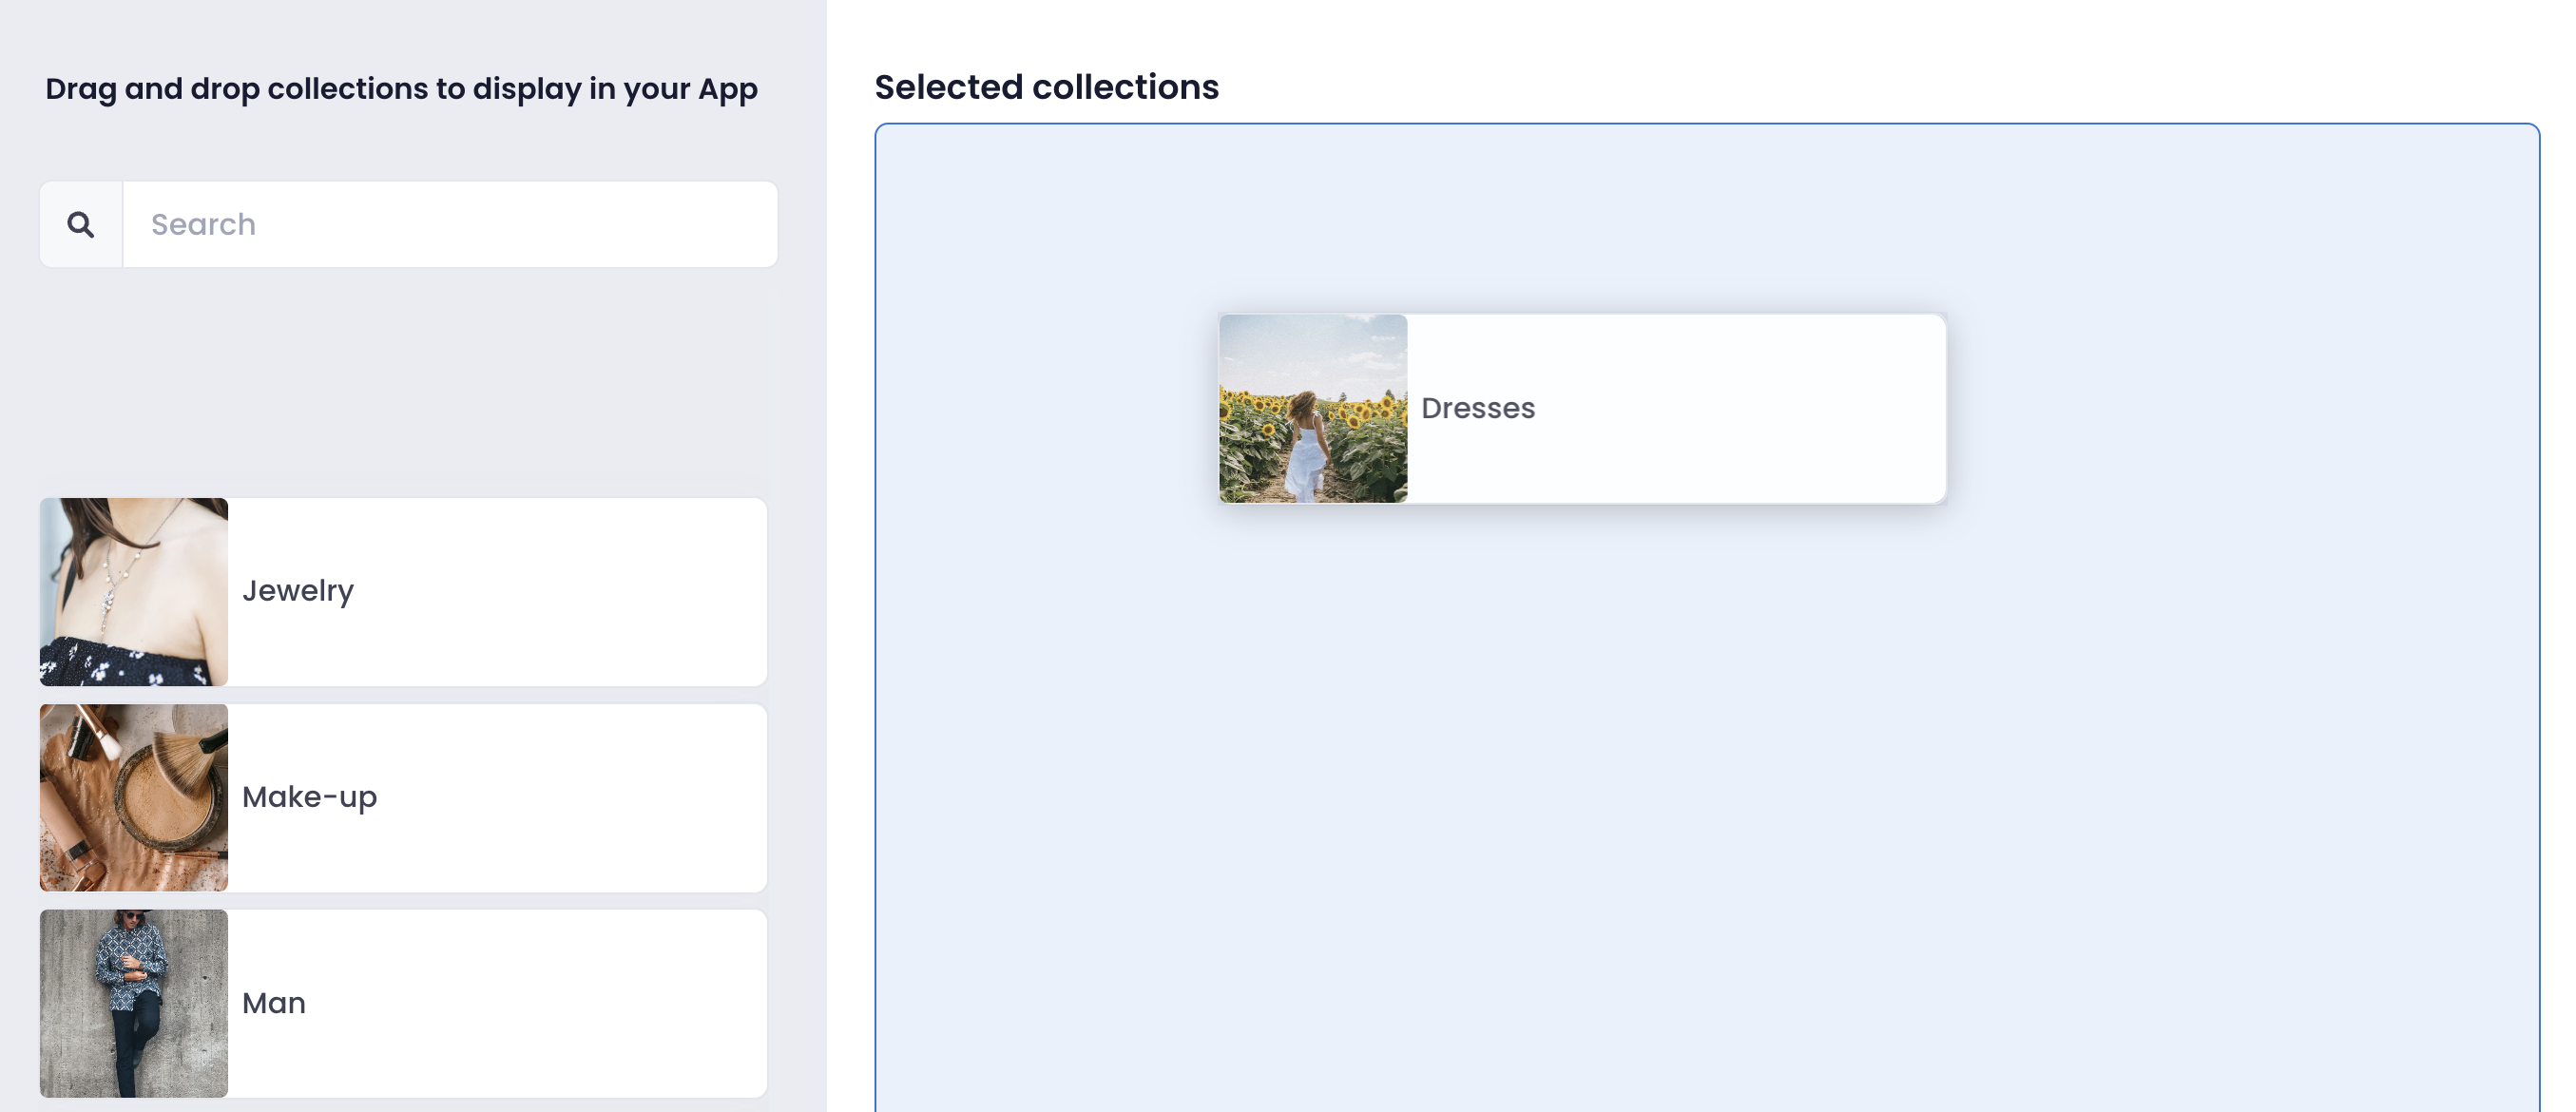 Drag and drop collections to display in your App
Search
Jewelry
Make-up
Man
Selected collections
Dresses